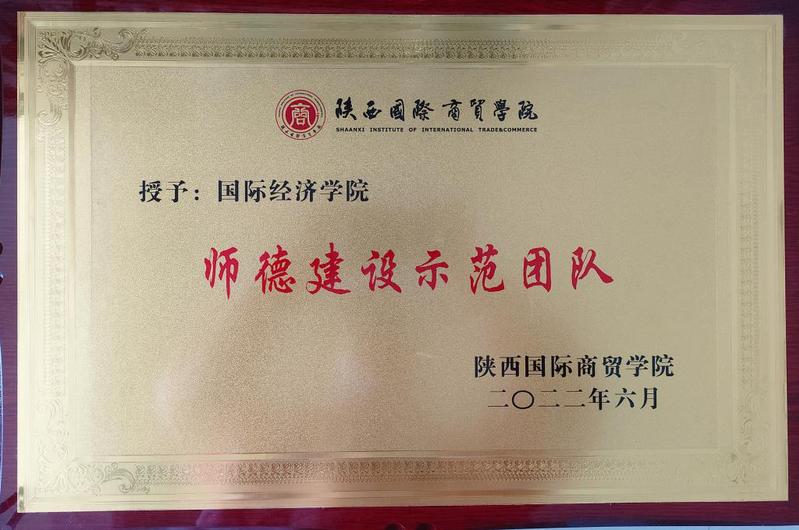 陕西國際商貿學院
SHAANXI INSTITUTE OF INTERNATIONAL TRADE&COMMERCE
授予：国际经济学院
师德建设示范团队
陕西国际商贸学院
二〇二二年六月